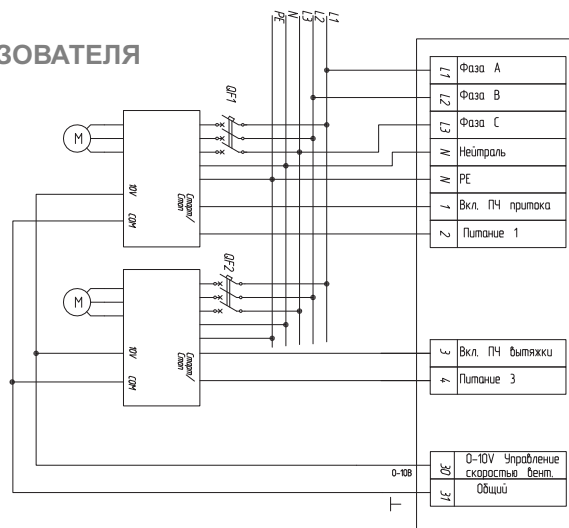 ЗОВАТЕЛЯ
PE
N
L3
L2
L1
QF1
M
10V
COM
Старт/
Стоп
QF2
M
10V
COM
Старт/
Стоп
L1 Фаза А
L2 Фаза В
L3 Фаза С
N Нейтраль
N PE
1 Вкл. ПЧ притока
2 Питание 1
3 Вкл. ПЧ вытяжки
4 Питание 3
30 0-10V Управление
скоростью вент.
31 Общий
0-10В